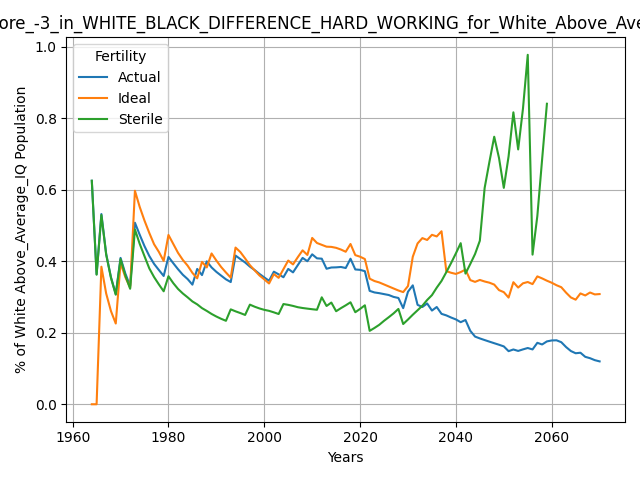 ore_-3_in_WHITE_BLACK_DIFFERENCE_HARD_WORKING_for_White_Above_Ave
Fertility
Actual
Ideal
Sterile
% of White Above_Average_IQ Population
1.0
0.8
0.6
0.4
0.2
0.0
1960 1980 2000 2020 2040 2060
Years